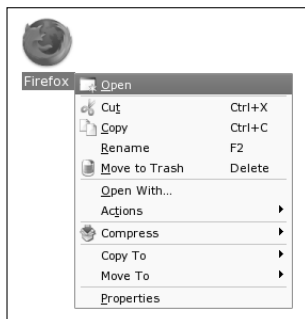 Firefox
Open
Cut Ctrl+X
Copy Ctrl+C
Rename F2
Move to Trash Delete
Open With...
Actions
Compress
Copy To
Move To
Properties